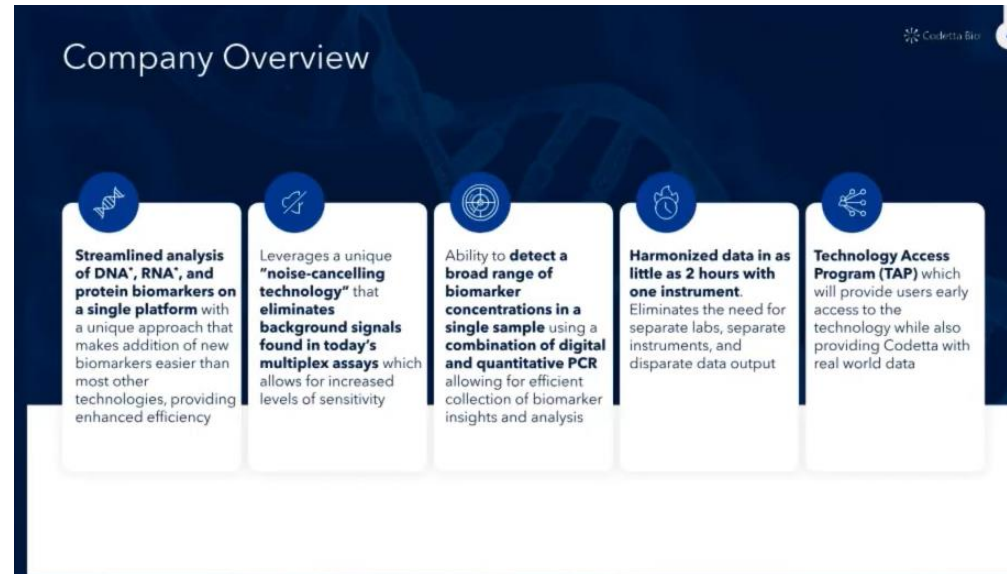 Company Overview
Codetta Bio
Streamlined analysis
of DNA*, RNA*, and
protein biomarkers on
a single platform with
a unique approach that
makes addition of new
biomarkers easier than
most other
technologies, providing
enhanced efficiency
Leverages a unique
"noise-cancelling
technology" that
eliminates
background signals
found in today's
multiplex assays which
allows for increased
levels of sensitivity
Ability to detect a
broad range of
biomarker
concentrations in a
single sample using a
combination of digital
and quantitative PCR
allowing for efficient
collection of biomarker
insights and analysis
Harmonized data in as
little as 2 hours with
one instrument.
Eliminates the need for
separate labs, separate
instruments, and
disparate data output
Technology Access
Program (TAP) which
will provide users early
access to the
technology while also
providing Codetta with
real world data